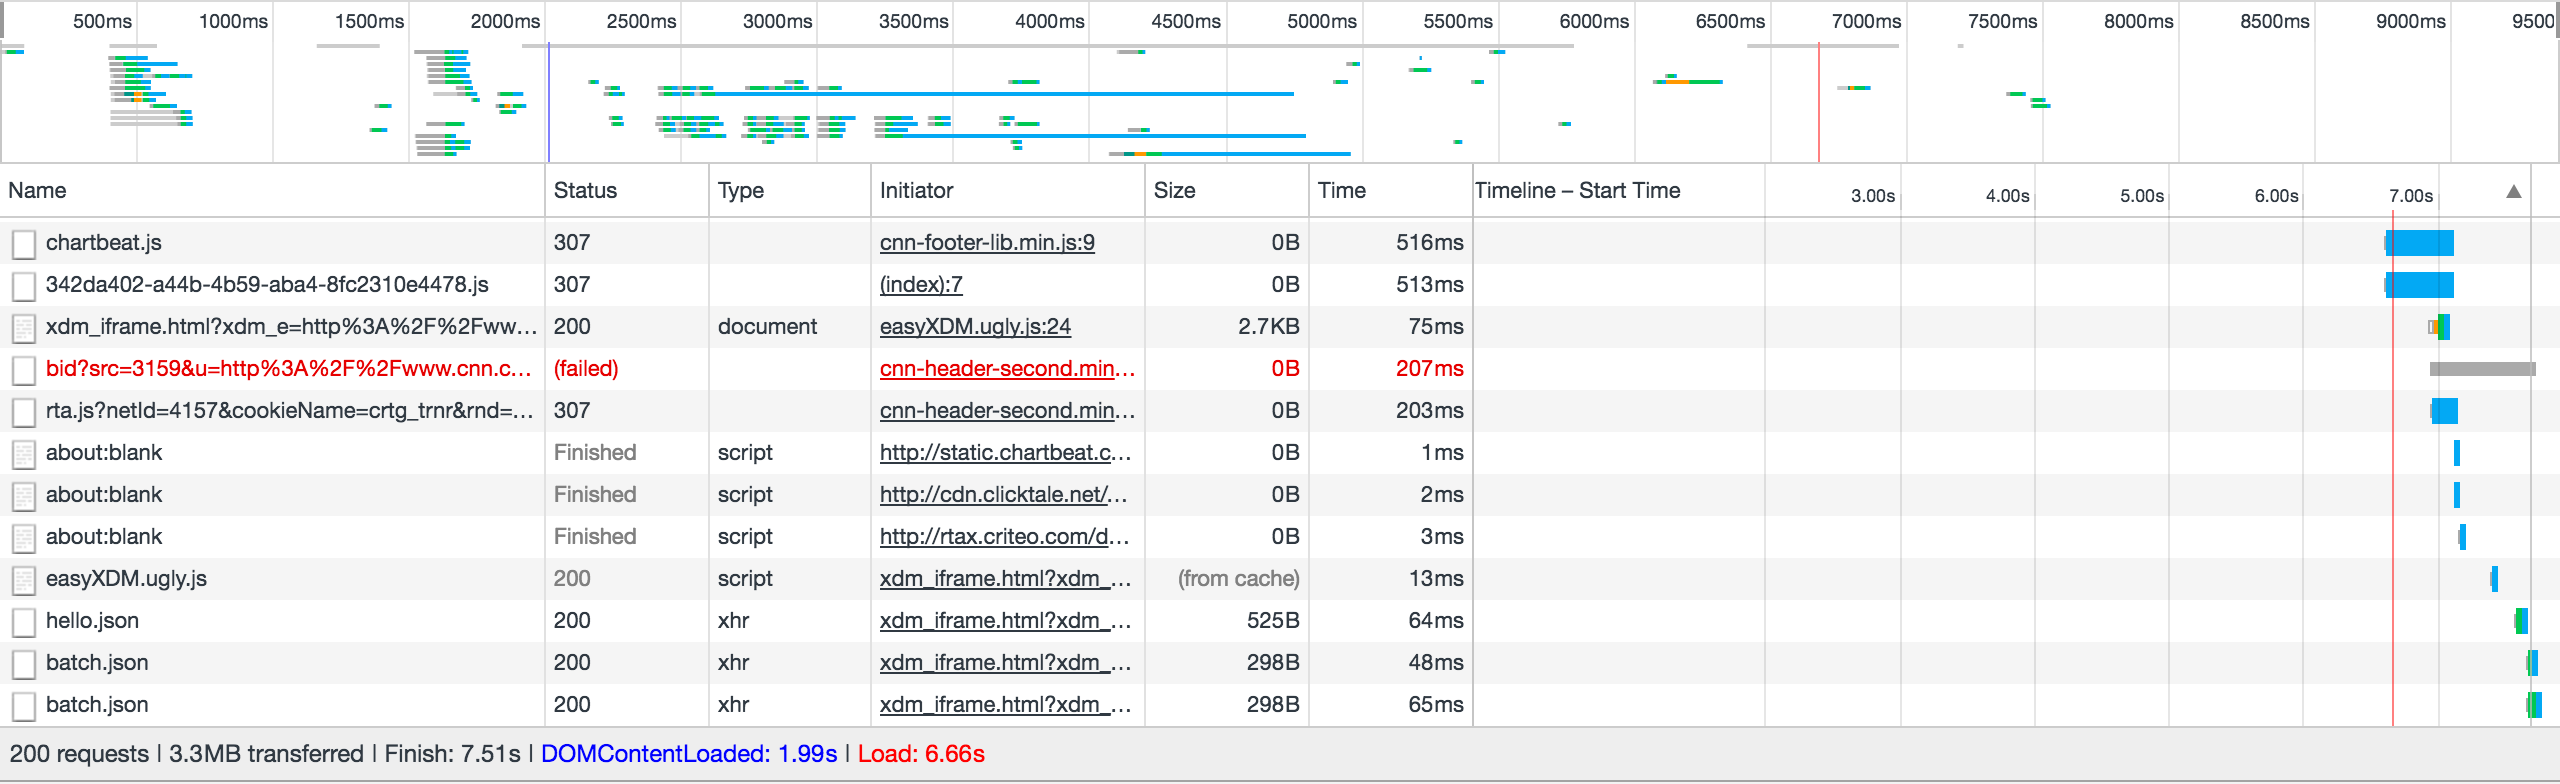 500ms 1000ms 1500ms 2000ms 2500ms 3000ms 3500ms 4000ms 4500ms 5000ms 5500ms 6000ms 6500ms 7000ms 7500ms 8000ms 8500ms 9000ms 9500
Name Status Type Initiator Size Time Timeline – Start Time 3.00s 4.00s 5.00s 6.00s 7.00s ▲
chartbeat.js 307 cnn-footer-lib.min.js:9 0B 516ms
342da402-a44b-4b59-aba4-8fc2310e4478.js 307 (index):7 0B 513ms
xdm_iframe.html?xdm_e=http%3A%2F%2Fww… 200 document easyXDM.ugly.js:24 2.7KB 75ms
bid?src=3159&u=http%3A%2F%2Fwww.cnn.c… (failed) cnn-header-second.min… 0B 207ms
rta.js?netId=4157&cookieName=crtg_trnr&rnd=… 307 cnn-header-second.min… 0B 203ms
about:blank Finished script http://static.chartbeat.c… 0B 1ms
about:blank Finished script http://cdn.clicktale.net/… 0B 2ms
about:blank Finished script http://rtax.criteo.com/d… 0B 3ms
easyXDM.ugly.js 200 script xdm_iframe.html?xdm_… (from cache) 13ms
hello.json 200 xhr xdm_iframe.html?xdm_… 525B 64ms
batch.json 200 xhr xdm_iframe.html?xdm_… 298B 48ms
batch.json 200 xhr xdm_iframe.html?xdm_… 298B 65ms
200 requests | 3.3MB transferred | Finish: 7.51s | DOMContentLoaded: 1.99s | Load: 6.66s